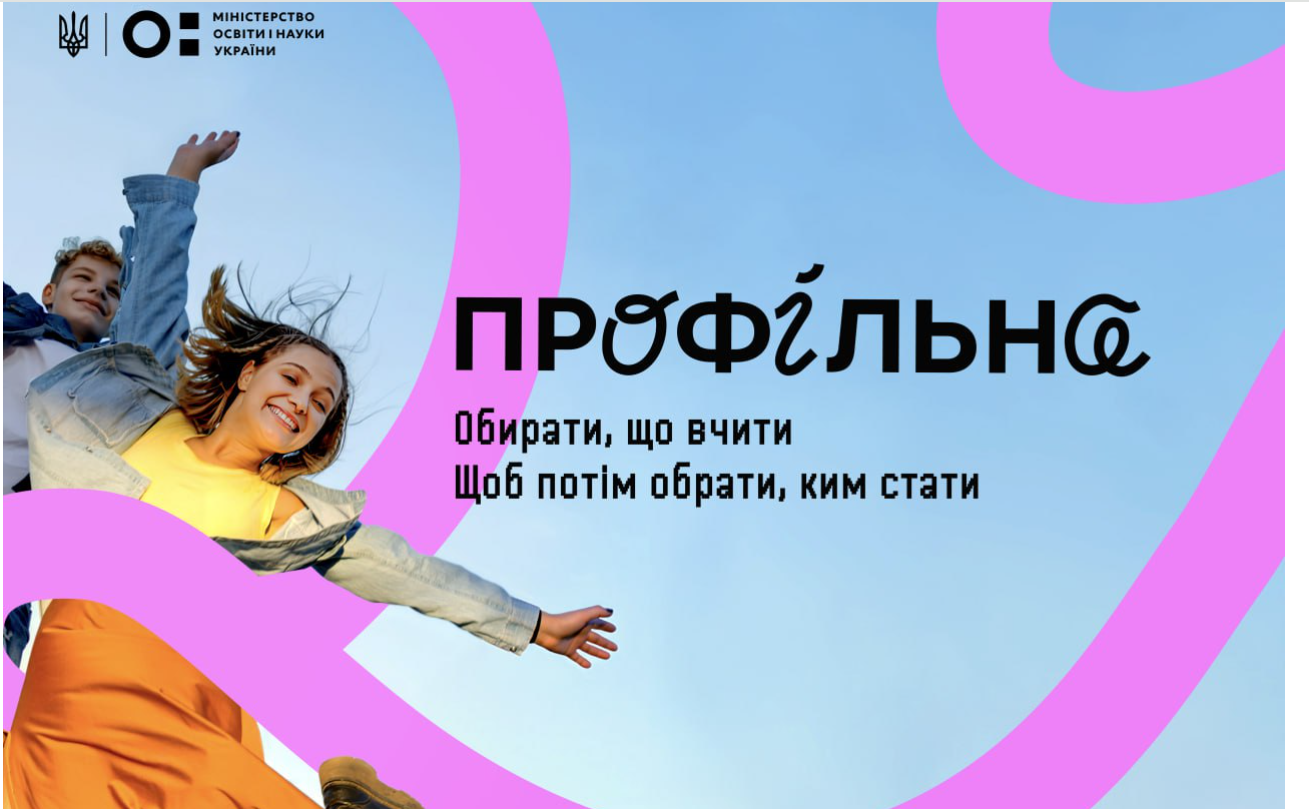 МІНІСТЕРСТВО
ОСВІТИ І НАУКИ
УКРАЇНИ
ПРОФІЛЬНА
Обирати, що вчити
Щоб потім обрати, ким стати